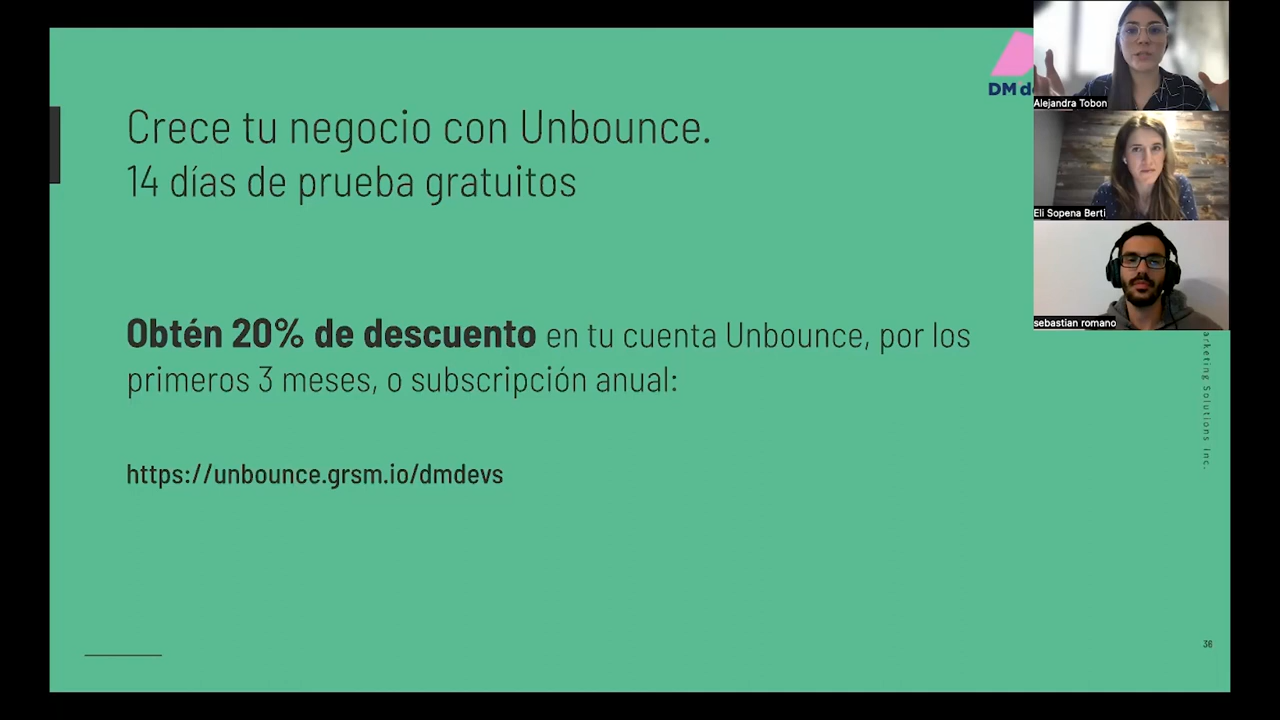 Crece tu negocio con Unbounce.
14 días de prueba gratuitos
Obtén 20% de descuento en tu cuenta Unbounce, por los
primeros 3 meses, o subscripción anual:
https://unbounce.grsm.io/dmdevs
DM
Alejandra Tobon
Eli Sopena Berti
sebastian romano
Solutions Inc.
36